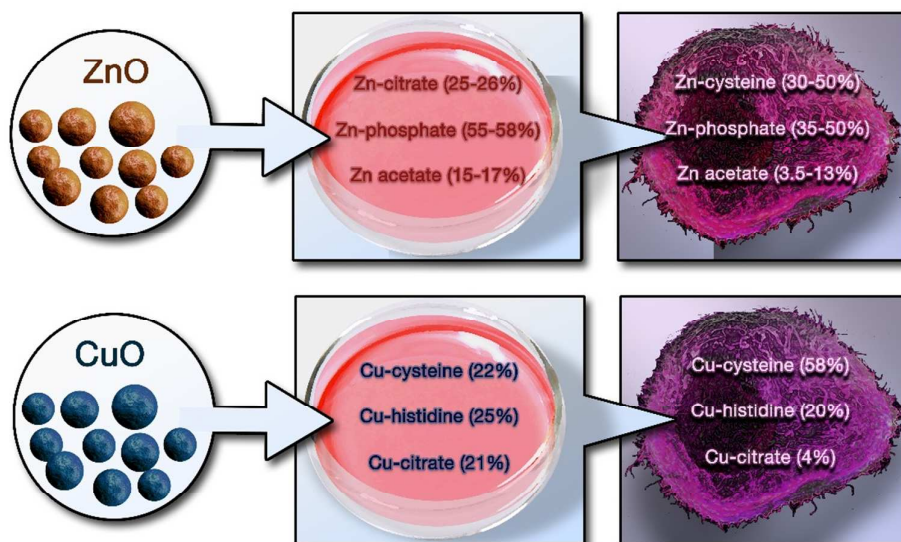 ZnO
Zn-citrate (25-26%)
Zn-phosphate (55-58%)
Zn acetate (15-17%)
Zn-cysteine (30-50%)
Zn-phosphate (35-50%)
Zn acetate (3.5-13%)
CuO
Cu-cysteine (22%)
Cu-histidine (25%)
Cu-citrate (21%)
Cu-cysteine (58%)
Cu-histidine (20%)
Cu-citrate (4%)